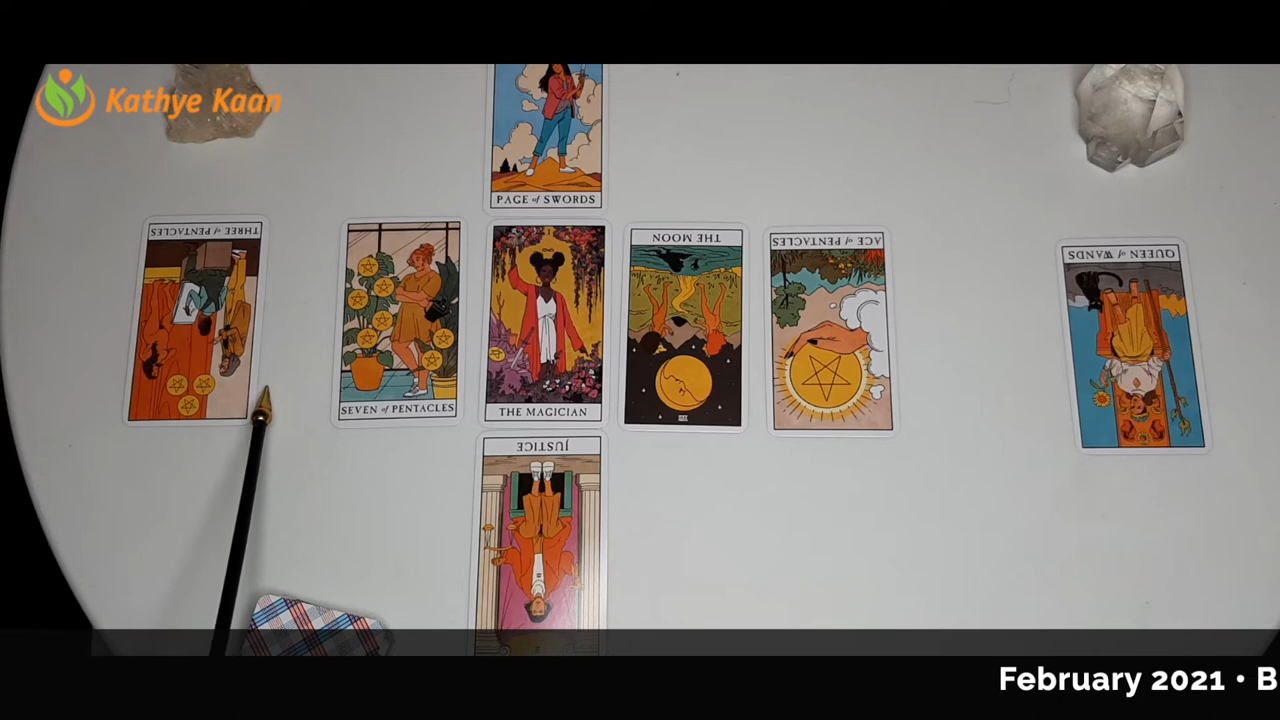 Kathye Kaan
PAGE of SWORDS
THREE of PENTACLES
SEVEN of PENTACLES
I
THE MAGICIAN
THE MOON
ACE of PENTACLES
QUEEN of WANDS
JUSTICE
February 2021 • B